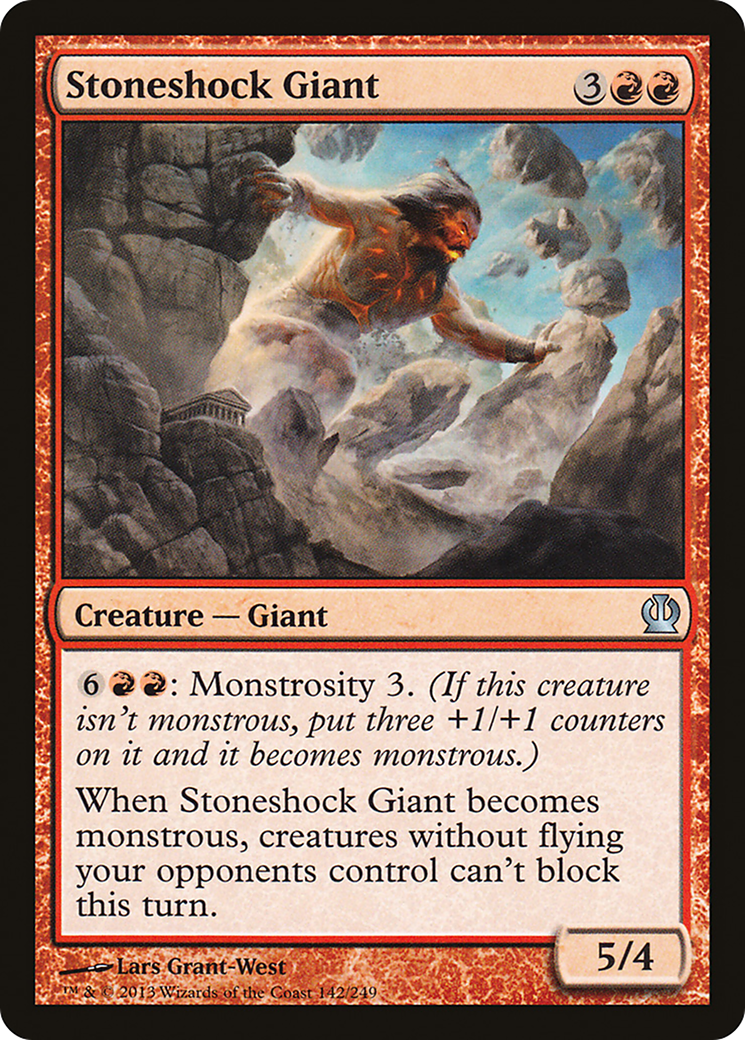 Stoneshock Giant 3
Creature — Giant
6: Monstrosity 3. (If this creature
isn't monstrous, put three +1/+1 counters
on it and it becomes monstrous.)
When Stoneshock Giant becomes
monstrous, creatures without flying
your opponents control can't block
this turn.
5/4
Lars Grant-West
™ & © 2013 Wizards of the Coast 142/249